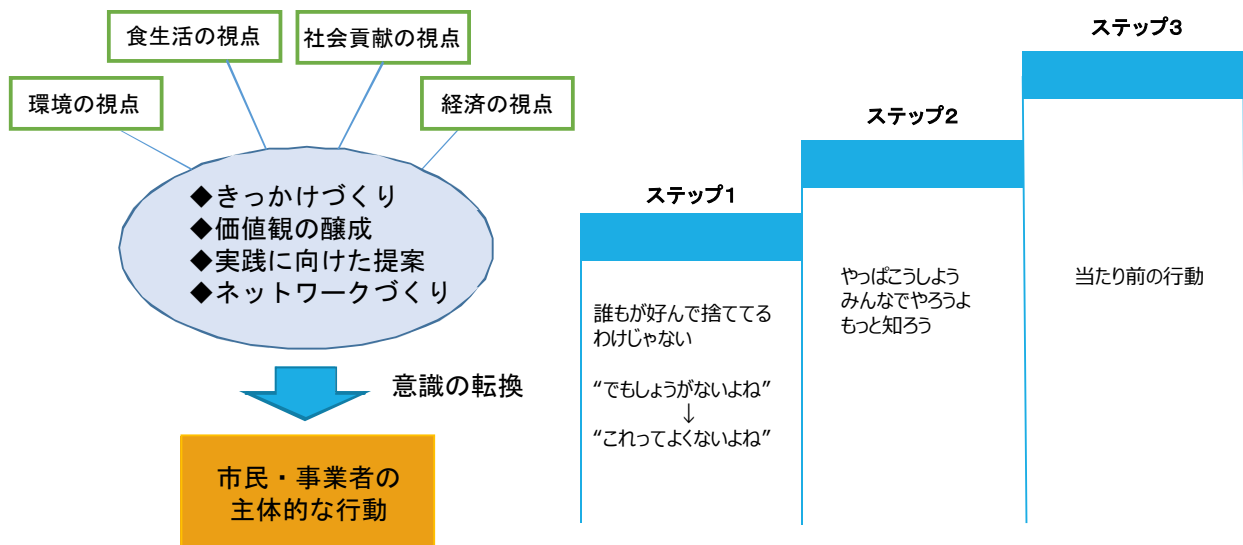 食生活の視点
社会貢献の視点
環境の視点
経済の視点
◆きっかけづくり
◆価値観の醸成
◆実践に向けた提案
◆ネットワークづくり
意識の転換
市民・事業者の
主体的な行動
ステップ1
誰もが好んで捨ててる
わけじゃない
“でもしょうがないよね”
↓
“これってよくないよね”
ステップ2
やっぱこうしよう
みんなでやろうよ
もっと知ろう
ステップ3
当たり前の行動